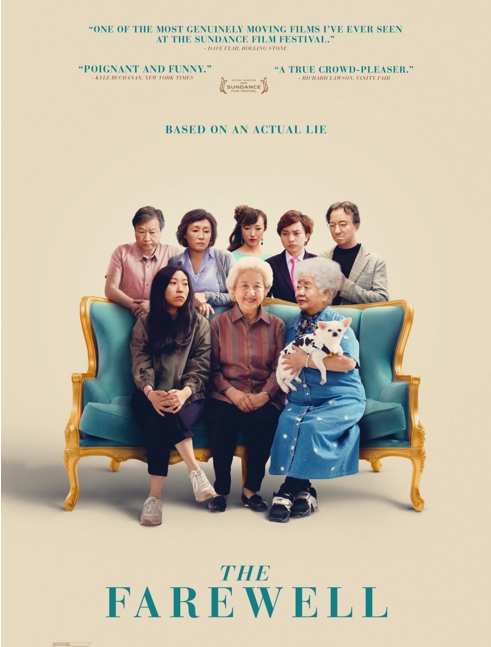 “ONE OF THE MOST GENUINELY MOVING FILMS I’VE EVER SEEN
AT THE SUNDANCE FILM FESTIVAL.”
- DAVE FEAR, ROLLING STONE
“POIGNANT AND FUNNY.”
- KYLE BUCHANAN, NEW YORK TIMES
SUNDANCE
FILM FESTIVAL
“A TRUE CROWD-PLEASER.”
- RICHARD LAWSON, VANITY FAIR
BASED ON AN ACTUAL LIE
THE
FAREWELL